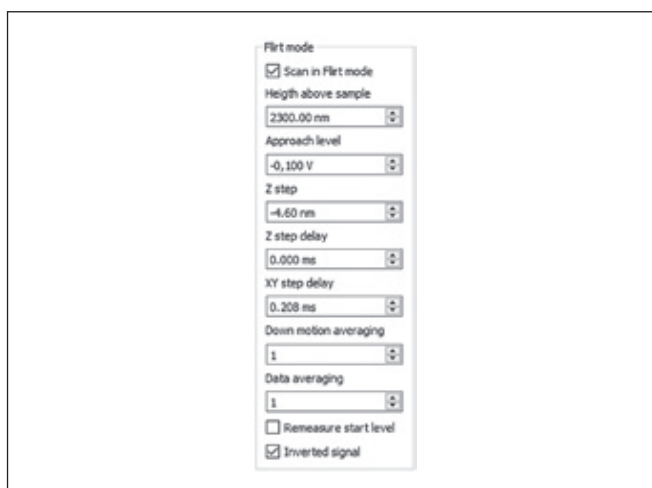 Flirt mode
Scan in Flirt mode
Heigth above sample
2300.00 nm
Approach level
-0,100 V
Z step
-4.60 nm
Z step delay
0.000 ms
XY step delay
0.208 ms
Down motion averaging
1
Data averaging
1
Remeasure start level
Inverted signal